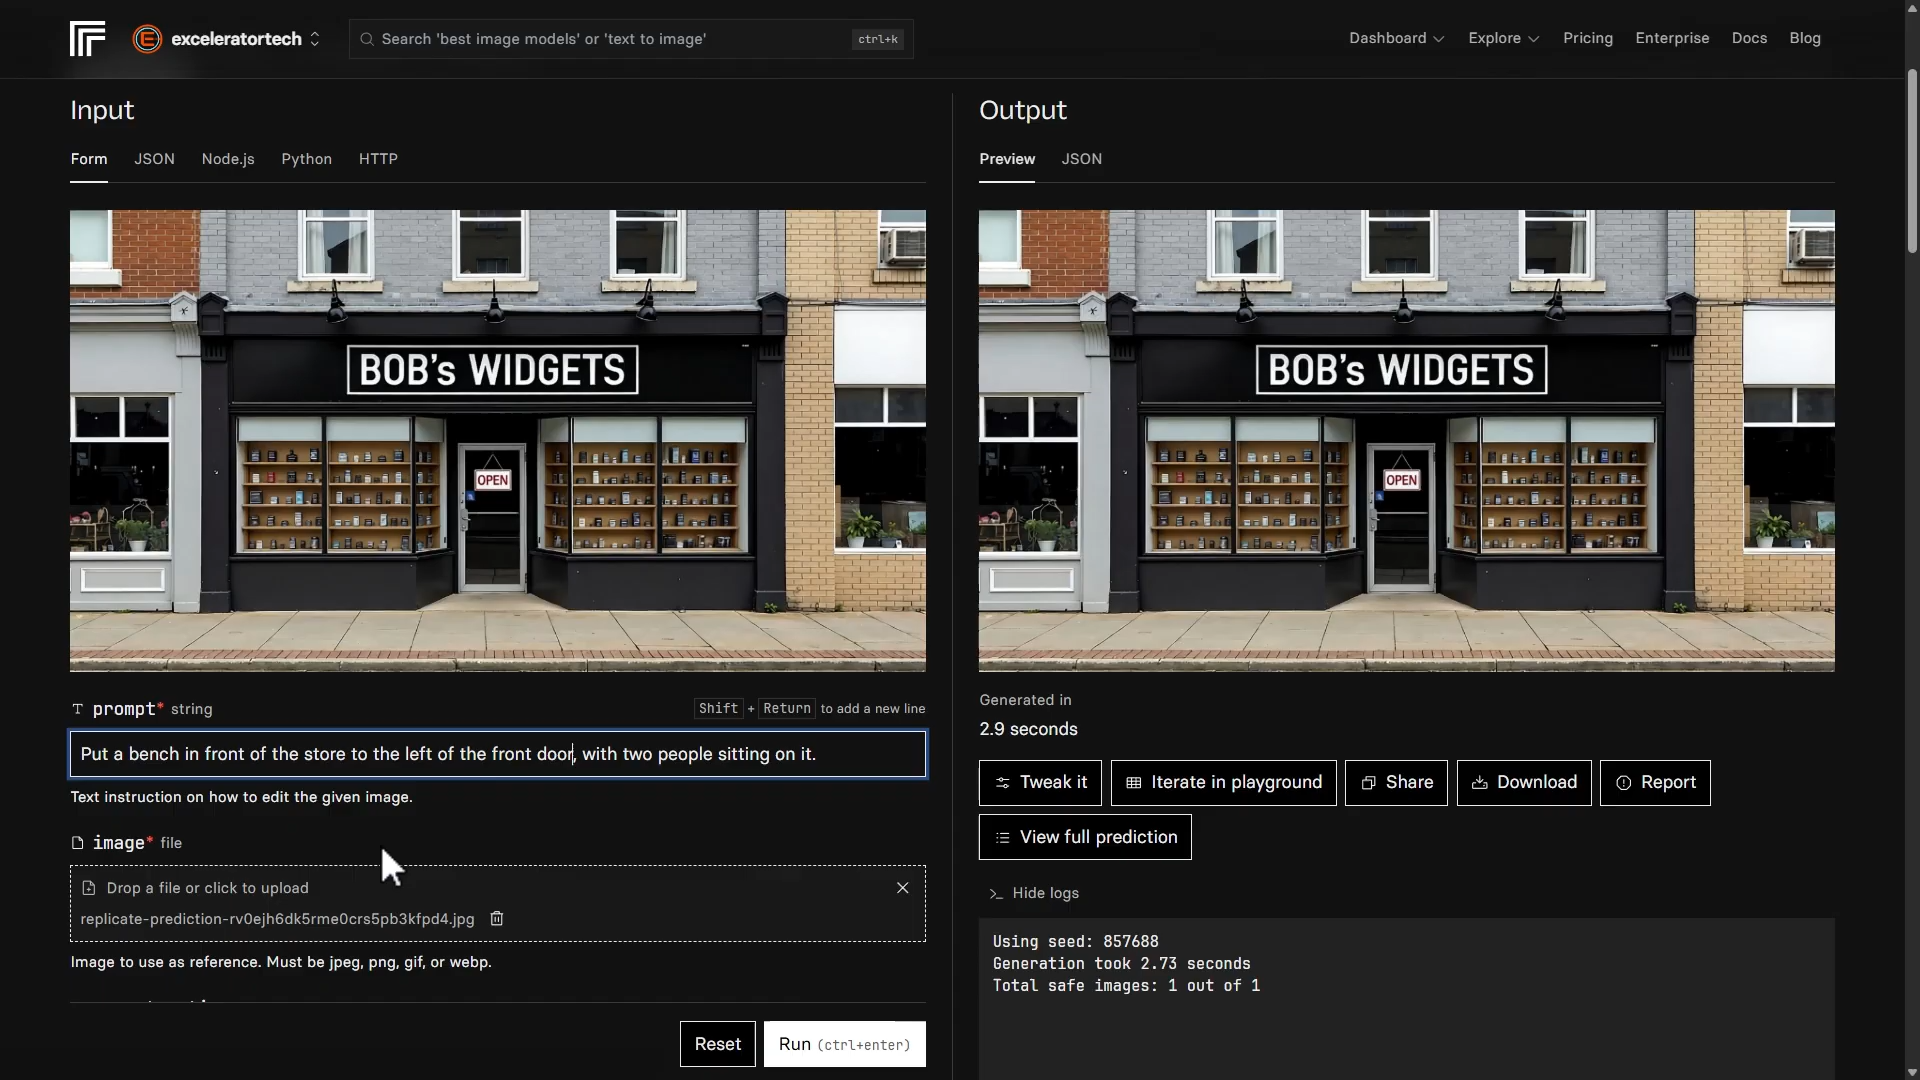 exceleratortech
Search 'best image models' or 'text to image'
ctrl+k
Dashboard
Explore
Pricing
Enterprise
Docs
Blog
Input
Form
JSON
Node.js
Python
HTTP
BOB's WIDGETS
OPEN
prompt* string
Shift + Return to add a new line
Put a bench in front of the store to the left of the front door, with two people sitting on it.
Text instruction on how to edit the given image.
image* file
Drop a file or click to upload
replicate-prediction-rv0ejh6dk5rme0crs5pb3kfpd4.jpg
Image to use as reference. Must be jpeg, png, gif, or webp.
Reset
Run (ctrl+enter)
Output
Preview
JSON
BOB's WIDGETS
OPEN
Generated in
2.9 seconds
Tweak it
Iterate in playground
Share
Download
Report
View full prediction
Hide logs
Using seed: 857688
Generation took 2.73 seconds
Total safe images: 1 out of 1